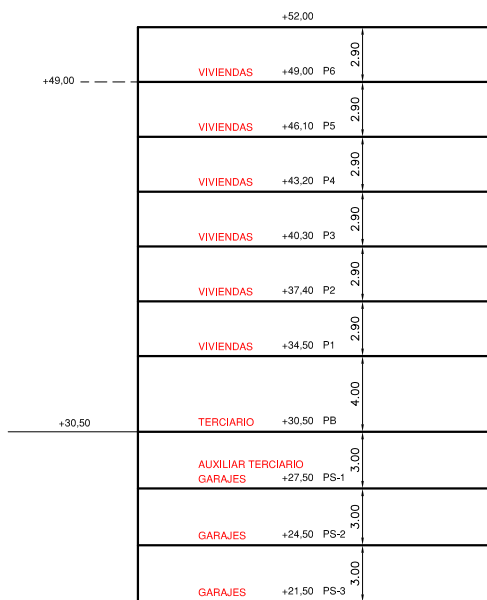 +52,00
2.90
+49,00
VIVIENDAS +49,00 P6
2.90
VIVIENDAS +46,10 P5
2.90
VIVIENDAS +43,20 P4
2.90
VIVIENDAS +40,30 P3
2.90
VIVIENDAS +37,40 P2
2.90
VIVIENDAS +34,50 P1
4.00
+30,50
TERCIARIO +30,50 PB
3.00
AUXILIAR TERCIARIO
GARAJES +27,50 PS-1
3.00
GARAJES +24,50 PS-2
3.00
GARAJES +21,50 PS-3